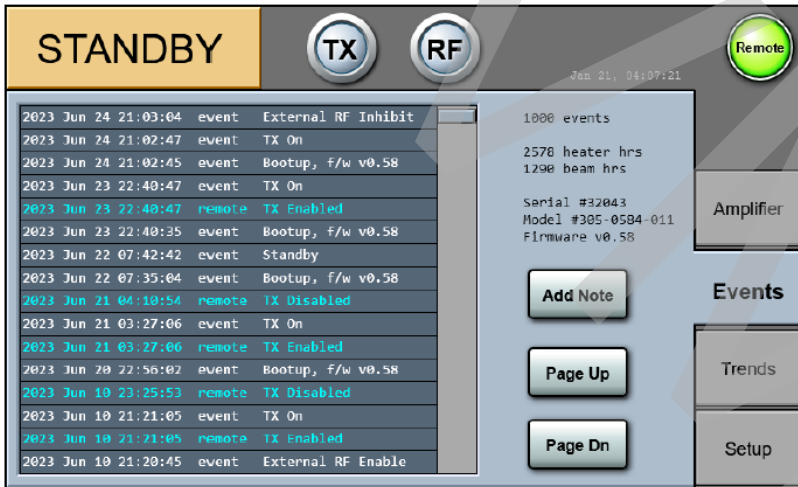 STANDBY
TX
RF
Jan 21, 04:07:21
Remote
2023 Jun 24 21:03:04 event External RF Inhibit
2023 Jun 24 21:02:47 event TX On
2023 Jun 24 21:02:45 event Bootup, f/w v0.58
2023 Jun 23 22:40:47 event TX On
2023 Jun 23 22:40:47 remote TX Enabled
2023 Jun 23 22:40:35 event Bootup, f/w v0.58
2023 Jun 22 07:42:42 event Standby
2023 Jun 22 07:35:04 event Bootup, f/w v0.58
2023 Jun 21 04:10:54 remote TX Disabled
2023 Jun 21 03:27:06 event TX On
2023 Jun 21 03:27:06 remote TX Enabled
2023 Jun 20 22:56:02 event Bootup, f/w v0.58
2023 Jun 10 23:25:53 remote TX Disabled
2023 Jun 10 21:21:05 event TX On
2023 Jun 10 21:21:05 remote TX Enabled
2023 Jun 10 21:20:45 event External RF Enable
1000 events
2578 heater hrs
1290 beam hrs
Serial #32043
Model #305-0584-011
Firmware v0.58
Add Note
Page Up
Page Dn
Amplifier
Events
Trends
Setup